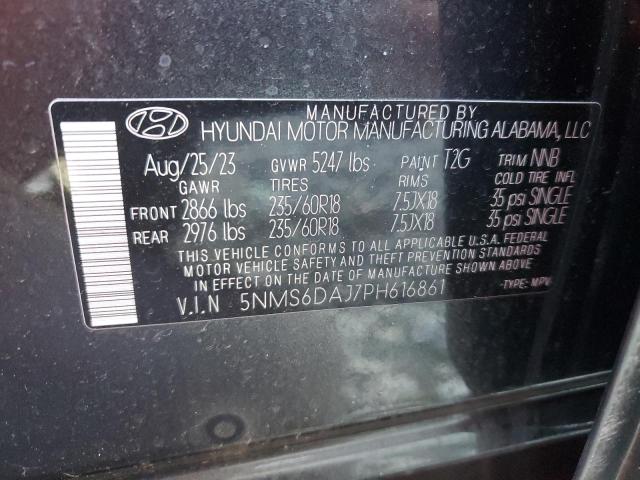 MANUFACTURED BY
HYUNDAI MOTOR MANUFACTURING ALABAMA, LLC
Aug/25/23 GVWR 5247 lbs PAINT T2G TRIM NNB
GAWR TIRES RIMS COLD TIRE INFL
FRONT 2866 lbs 235/60R18 7.5JX18 35 psi SINGLE
REAR 2976 lbs 235/60R18 7.5JX18 35 psi SINGLE
THIS VEHICLE CONFORMS TO ALL APPLICABLE U.S.A. FEDERAL
MOTOR VEHICLE SAFETY AND THEFT PREVENTION STANDARDS
IN EFFECT ON THE DATE OF MANUFACTURE SHOWN ABOVE.
V.I.N 5NMS6DAJ7PH616861 TYPE: MPV